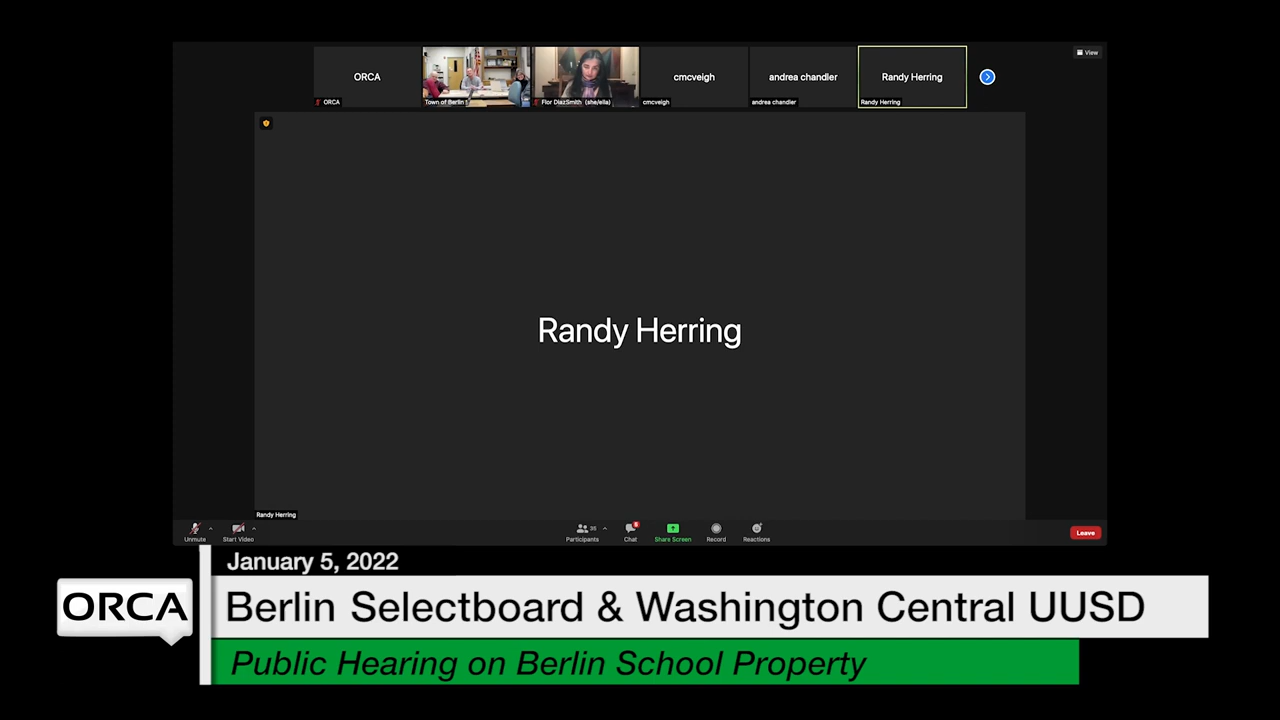 View
ORCA
cmcveigh
andrea chandler
Randy Herring
ORCA
Town of Berlin
Flor DiazSmith (she/ella)
cmcveigh
andrea chandler
Randy Herring
Randy Herring
Randy Herring
Unmute
Start Video
35
Participants
Chat
Share Screen
Record
Reactions
Leave
January 5, 2022
ORCA
Berlin Selectboard & Washington Central UUSD
Public Hearing on Berlin School Property